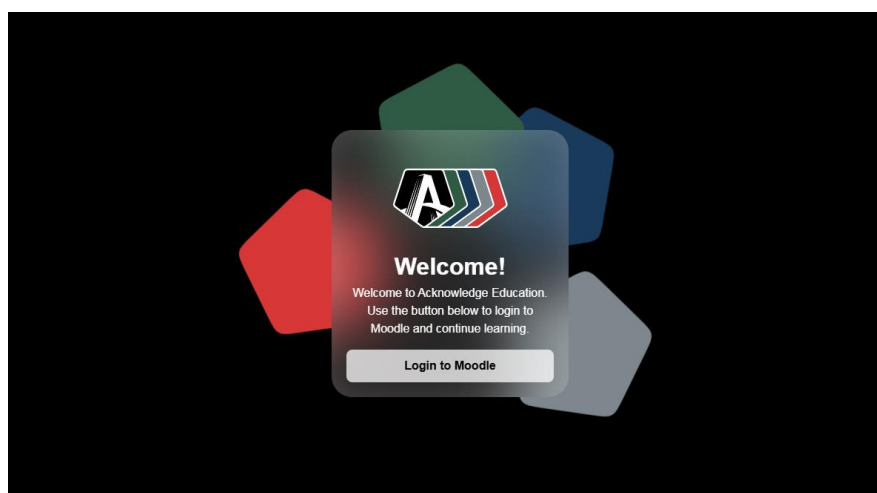 A
Welcome!
Welcome to Acknowledge Education.
Use the button below to login to
Moodle and continue learning.
Login to Moodle